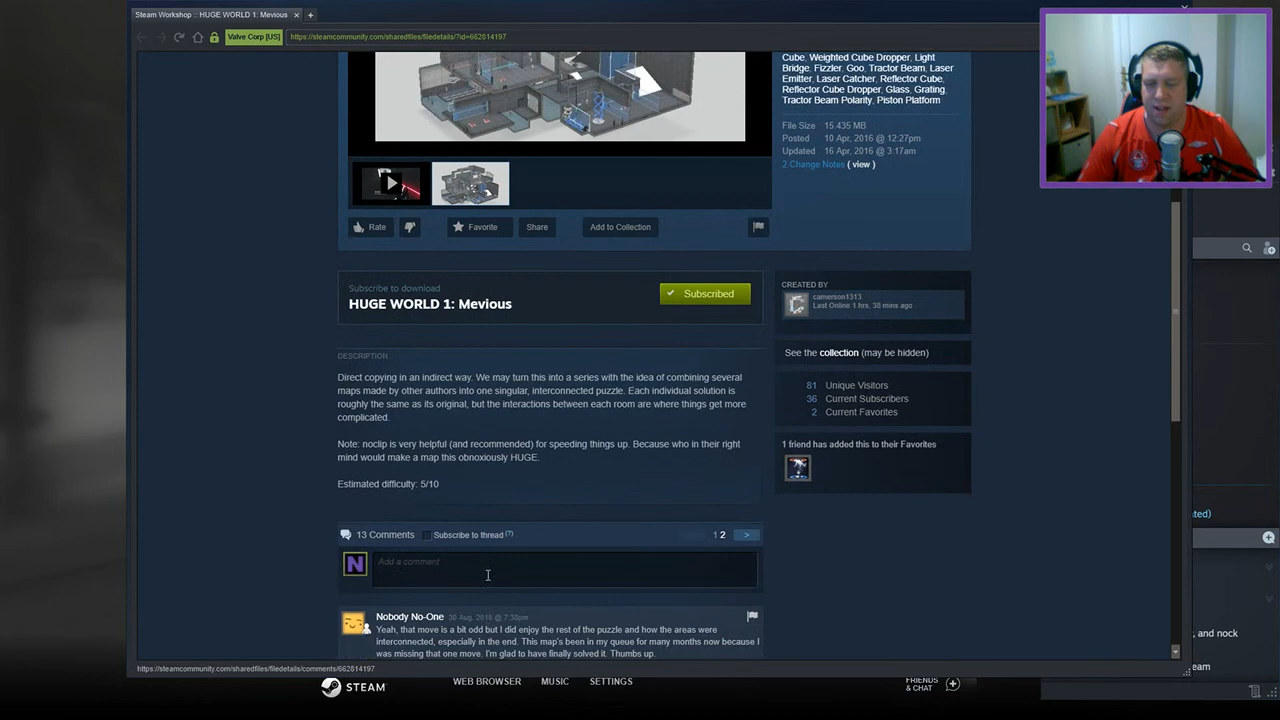 Steam Workshop :: HUGE WORLD 1: Mevious
Valve Corp [US]
https://steamcommunity.com/sharedfiles/filedetails/?id=662814197
Cube, Weighted Cube Dropper, Light
Bridge, Fizzler, Goo, Tractor Beam, Laser
Emitter, Laser Catcher, Reflector Cube,
Reflector Cube Dropper, Glass, Grating,
Tractor Beam Polarity, Piston Platform
File Size 15.435 MB
Posted 10 Apr, 2016 @ 12:27pm
Updated 16 Apr, 2016 @ 3:17am
2 Change Notes ( view )
Rate
Favorite
Share
Add to Collection
Subscribe to download
HUGE WORLD 1: Mevious
Subscribed
CREATED BY
camerson1313
Last Online 1 hrs, 38 mins ago
See the collection (may be hidden)
DESCRIPTION
Direct copying in an indirect way. We may turn this into a series with the idea of combining several
maps made by other authors into one singular, interconnected puzzle. Each individual solution is
roughly the same as its original, but the interactions between each room are where things get more
complicated.
Note: noclip is very helpful (and recommended) for speeding things up. Because who in their right
mind would make a map this obnoxiously HUGE.
Estimated difficulty: 5/10
81 Unique Visitors
36 Current Subscribers
2 Current Favorites
1 friend has added this to their Favorites
13 Comments Subscribe to thread (?)
1 2 >
N
Add a comment
Nobody No-One 30 Aug, 2016 @ 7:38pm
Yeah, that move is a bit odd but I did enjoy the rest of the puzzle and how the areas were
interconnected, especially in the end. This map's been in my queue for many months now because I
was missing that one move. I'm glad to have finally solved it. Thumbs up.
https://steamcommunity.com/sharedfiles/filedetails/comments/662814197
STEAM
WEB BROWSER
MUSIC
SETTINGS
FRIENDS
& CHAT
ted)
, and nock
eam